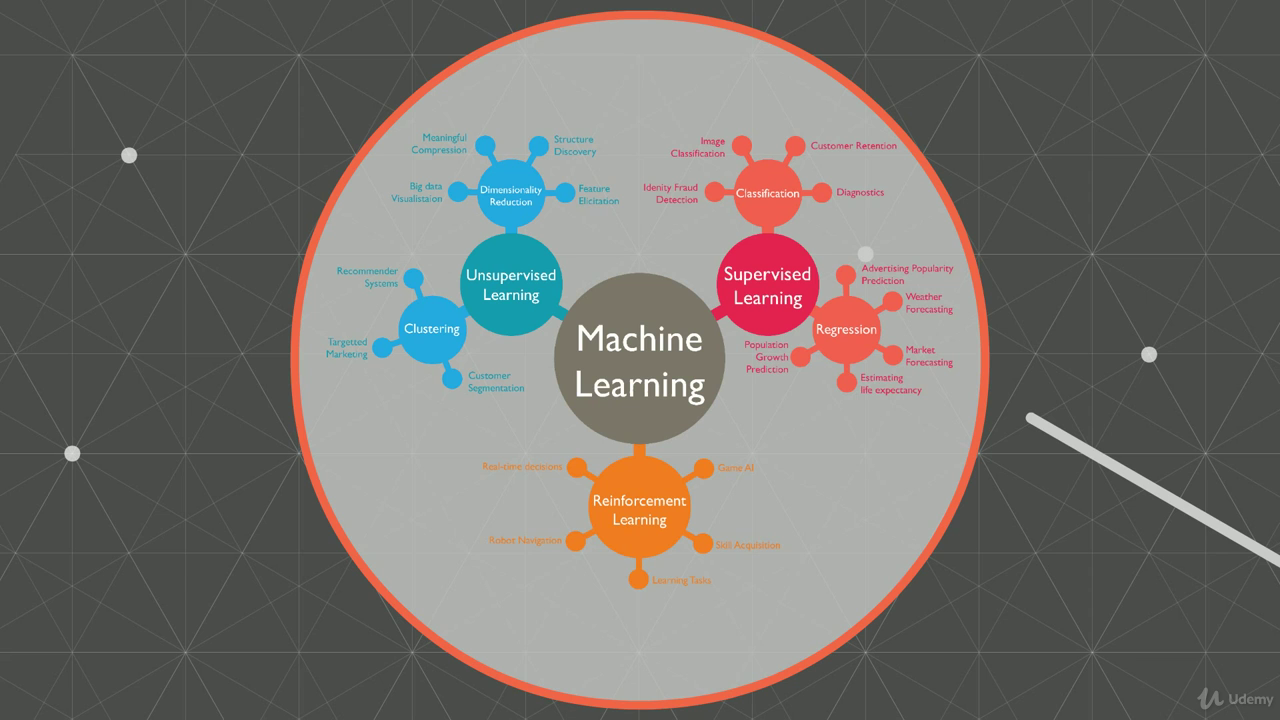 Meaningful
Compression
Structure
Discovery
Big data
Visualistaion
Dimensionality
Reduction
Feature
Elicitation
Unsupervised
Learning
Recommender
Systems
Clustering
Targetted
Marketing
Customer
Segmentation
Image
Classification
Customer Retention
Idenity Fraud
Detection
Classification
Diagnostics
Supervised
Learning
Advertising Popularity
Prediction
Weather
Forecasting
Regression
Population
Growth
Prediction
Market
Forecasting
Estimating
life expectancy
Machine
Learning
Real-time decisions
Game AI
Reinforcement
Learning
Robot Navigation
Skill Acquisition
Learning Tasks
Udemy